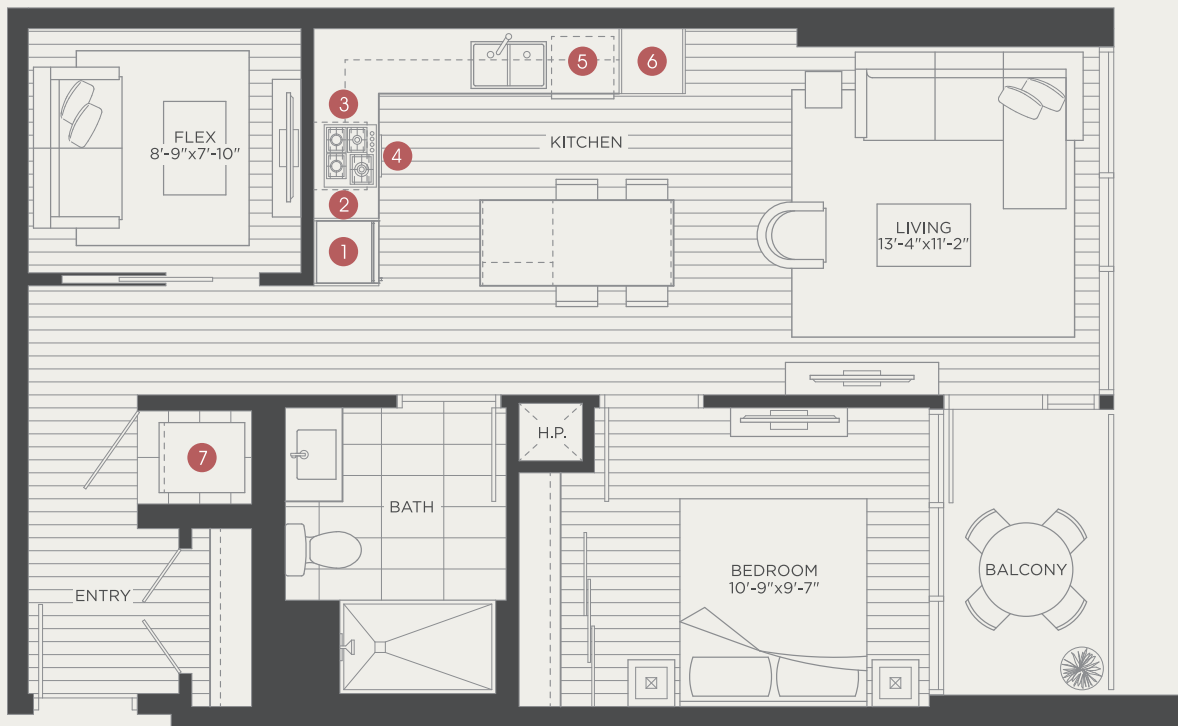 FLEX
8'-9"x7'-10"
3
4
2
1
5
6
KITCHEN
LIVING
13'-4"x11'-2"
7
ENTRY
BATH
H.P.
BEDROOM
10'-9"x9'-7"
BALCONY